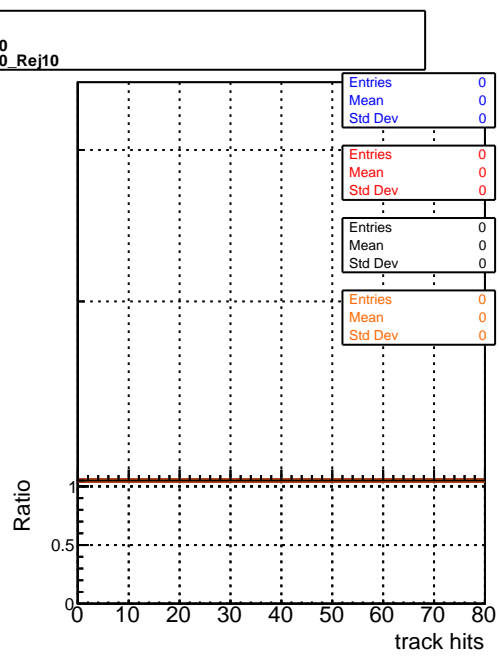 0
0_Rej10
Entries 0
Mean 0
Std Dev 0
Entries 0
Mean 0
Std Dev 0
Entries 0
Mean 0
Std Dev 0
Entries 0
Mean 0
Std Dev 0
Ratio
1
0.5
0
0 10 20 30 40 50 60 70 80
track hits